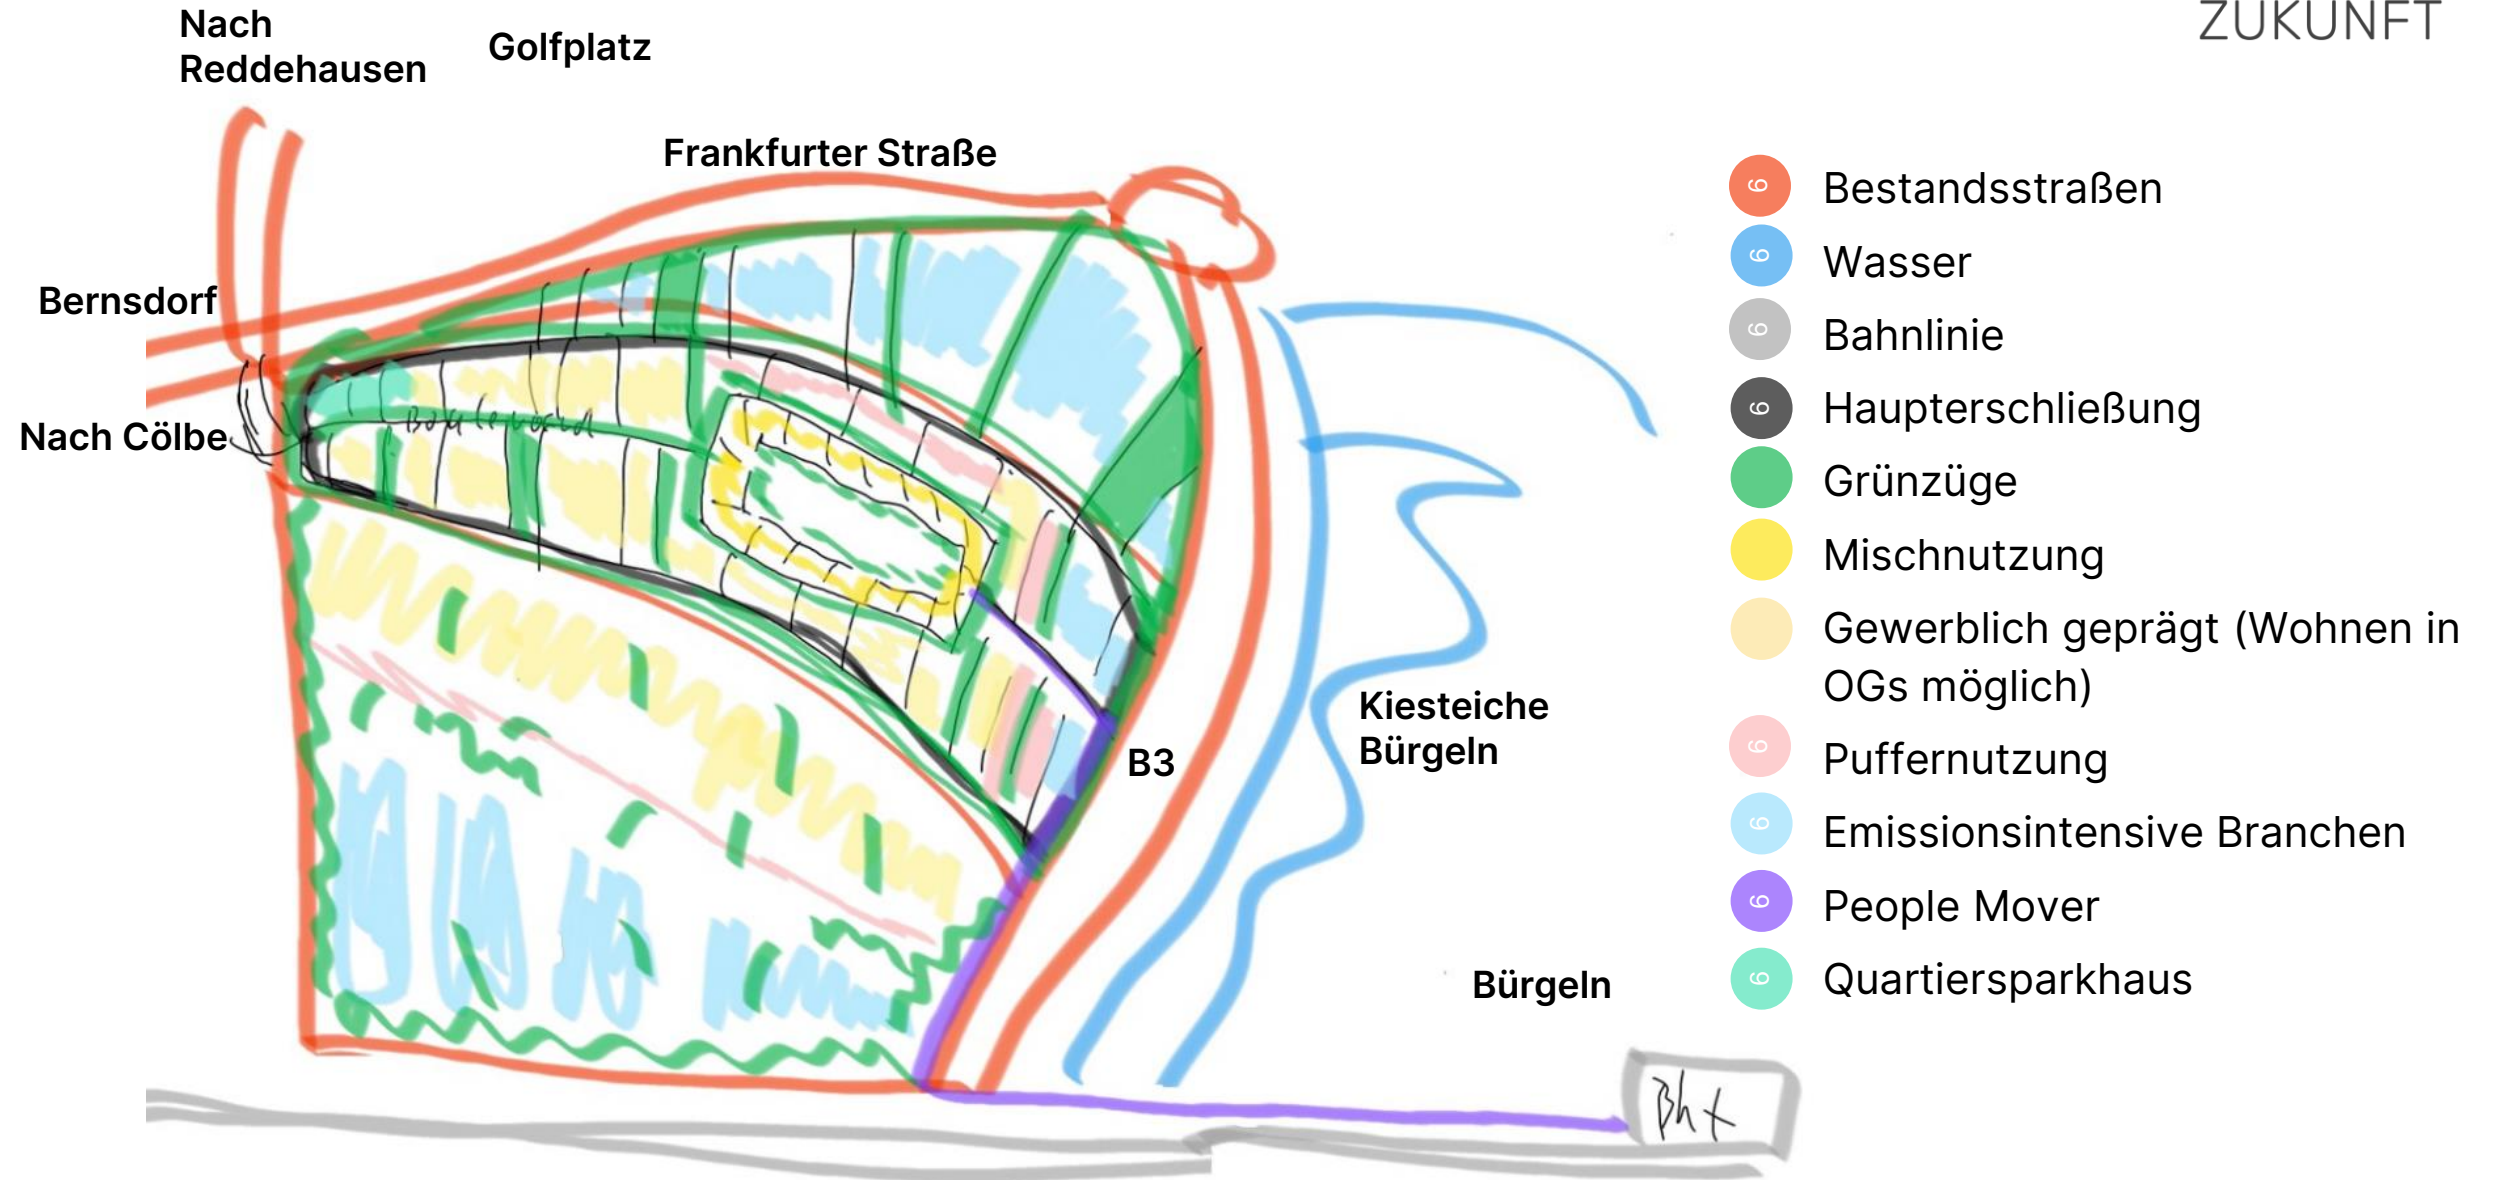 ZUKUNFT
Nach
Reddehausen
Golfplatz
Frankfurter Straße
Bernsdorf
Nach Cölbe
Boulevard
B3
Kiesteiche
Bürgeln
Bürgeln
Bhf
Bestandsstraßen
Wasser
Bahnlinie
Haupterschließung
Grünzüge
Mischnutzung
Gewerblich geprägt (Wohnen in
OGs möglich)
Puffernutzung
Emissionsintensive Branchen
People Mover
Quartiersparkhaus